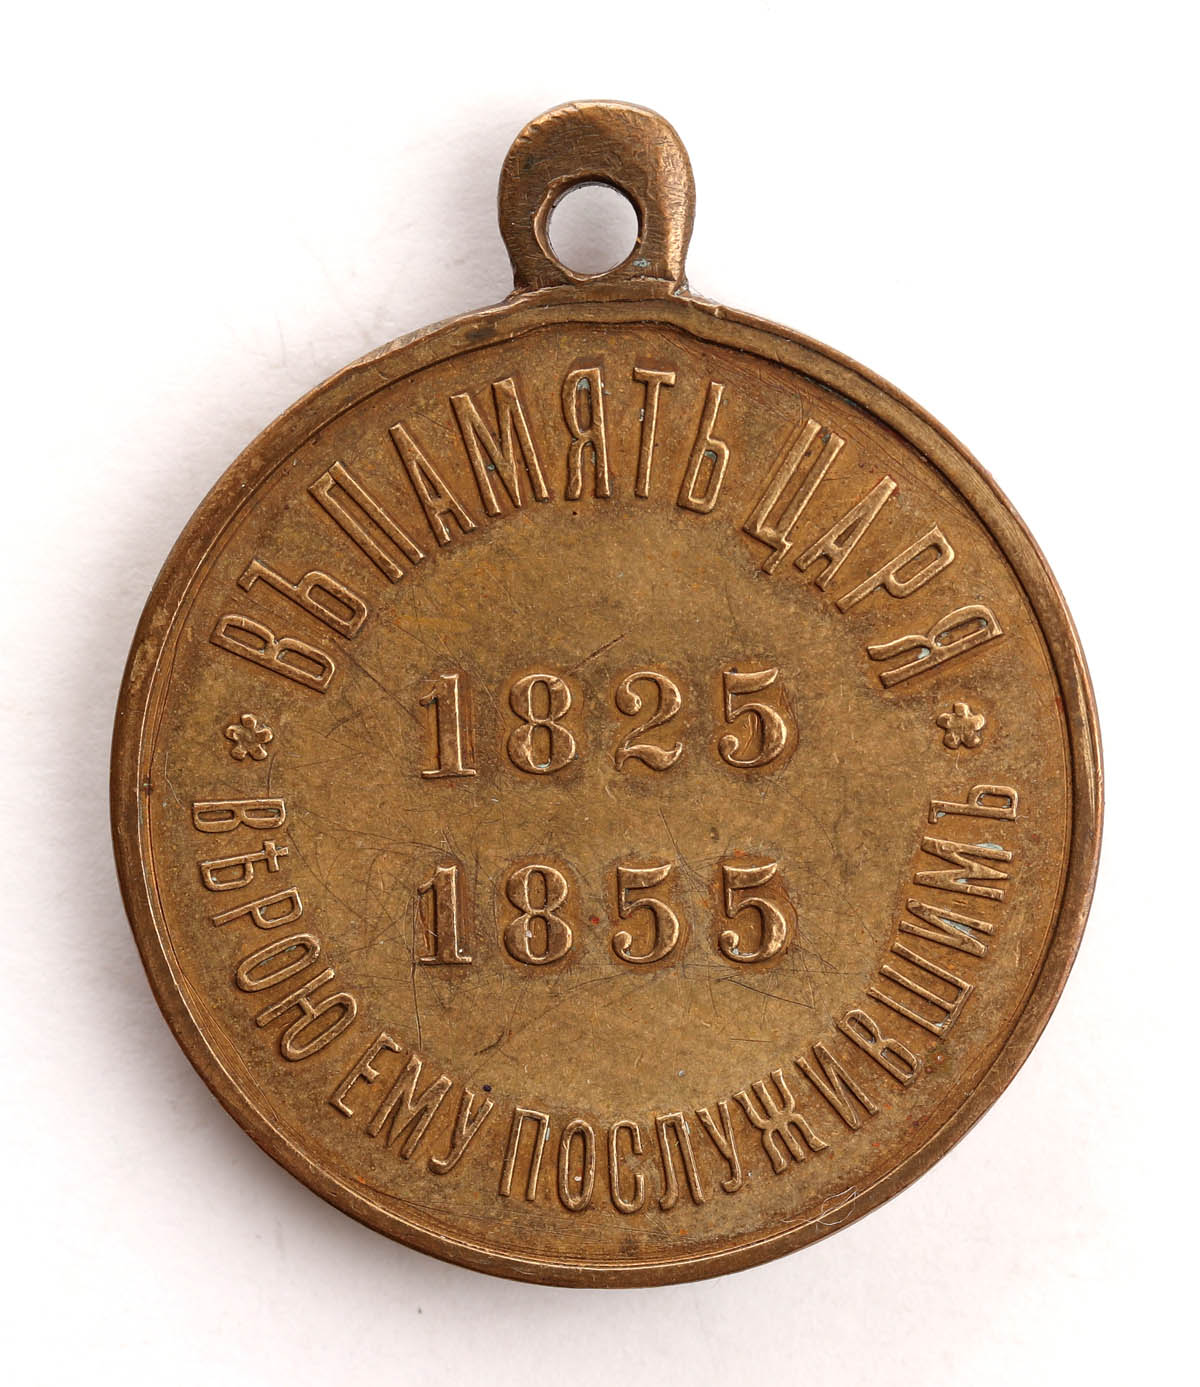 ВЪ ПАМЯТЬ ЦАРЯ
1825
1855
ВѢРОЮ ЕМУ ПОСЛУЖИВШИМЪ